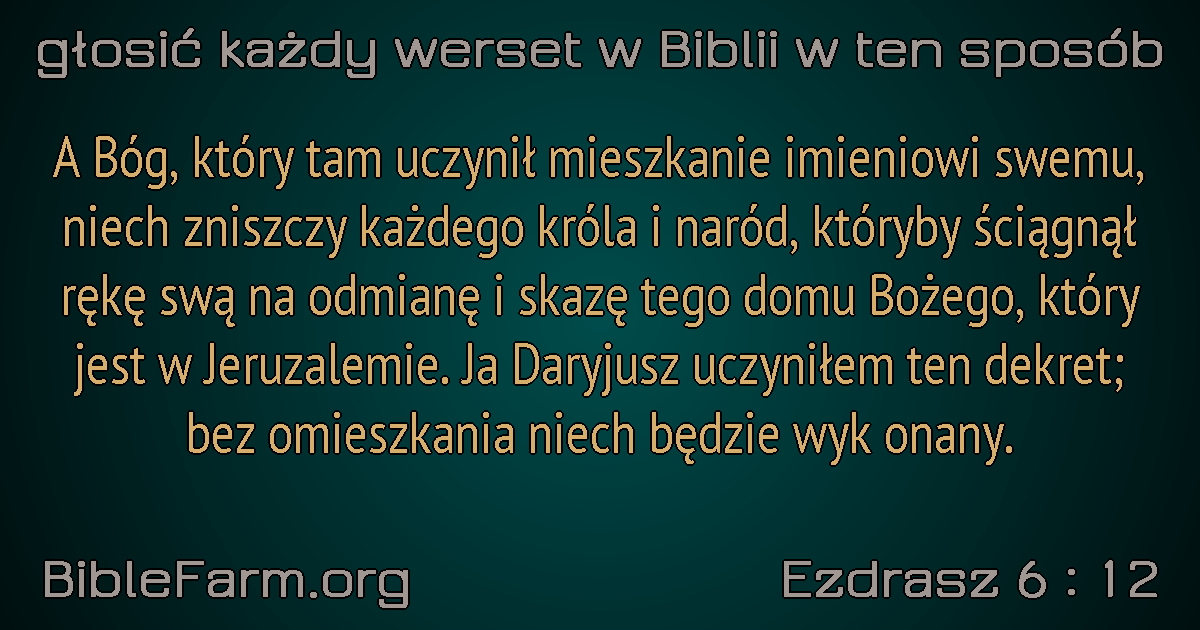 głosić każdy werset w Biblii w ten sposób
A Bóg, który tam uczynił mieszkanie imieniowi swemu,
niech zniszczy każdego króla i naród, któryby ściągnął
rękę swą na odmianę i skazę tego domu Bożego, który
jest w Jeruzalemie. Ja Daryjusz uczyniłem ten dekret;
bez omieszkania niech będzie wyk onany.
BibleFarm.org
Ezdrasz 6 : 12